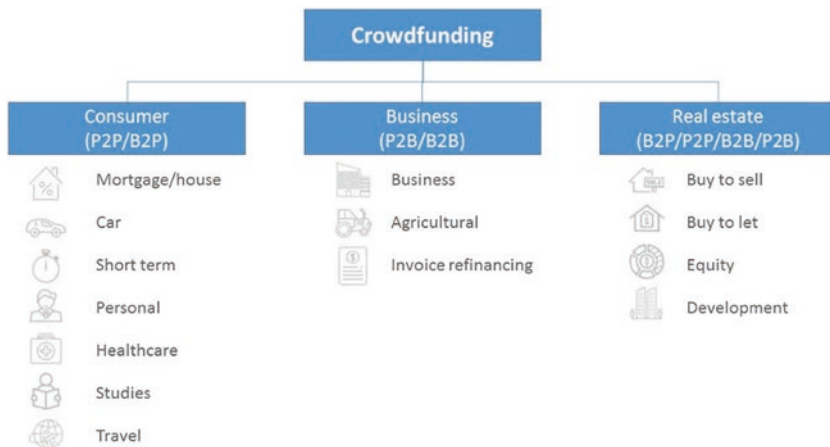 Crowdfunding
Consumer
(P2P/B2P)
Mortgage/house
Car
Short term
Personal
Healthcare
Studies
Travel
Business
(P2B/B2B)
Business
Agricultural
Invoice refinancing
Real estate
(B2P/P2P/B2B/P2B)
Buy to sell
Buy to let
Equity
Development